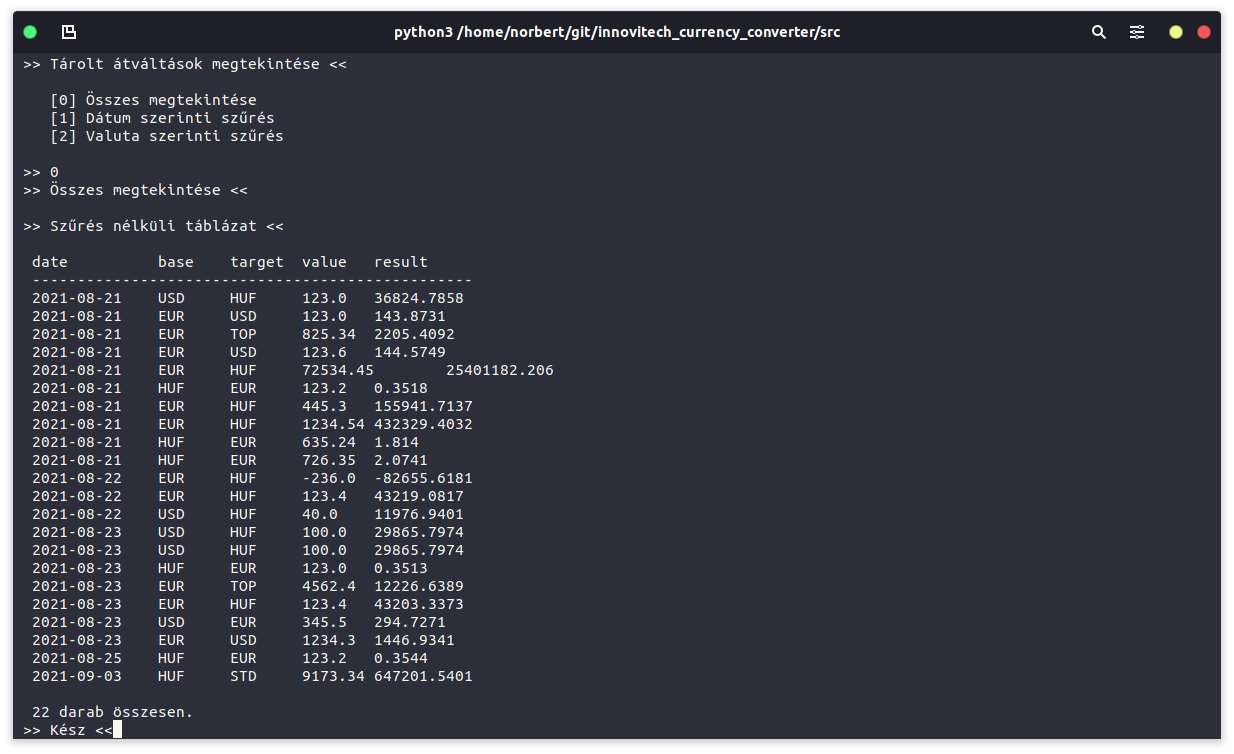 python3 /home/norbert/git/innovitech_currency_converter/src
>> Tárolt átváltások megtekintése <<
[0] Összes megtekintése
[1] Dátum szerinti szűrés
[2] Valuta szerinti szűrés
>> 0
>> Összes megtekintése <<
>> Szűrés nélküli táblázat <<
date base target value result
-------------------------------------------------
2021-08-21 USD HUF 123.0 36824.7858
2021-08-21 EUR USD 123.0 143.8731
2021-08-21 EUR TOP 825.34 2205.4092
2021-08-21 EUR USD 123.6 144.5749
2021-08-21 EUR HUF 72534.45 25401182.206
2021-08-21 HUF EUR 123.2 0.3518
2021-08-21 EUR HUF 445.3 155941.7137
2021-08-21 EUR HUF 1234.54 432329.4032
2021-08-21 HUF EUR 635.24 1.814
2021-08-21 HUF EUR 726.35 2.0741
2021-08-22 EUR HUF -236.0 -82655.6181
2021-08-22 EUR HUF 123.4 43219.0817
2021-08-22 USD HUF 40.0 11976.9401
2021-08-23 USD HUF 100.0 29865.7974
2021-08-23 USD HUF 100.0 29865.7974
2021-08-23 HUF EUR 123.0 0.3513
2021-08-23 EUR TOP 4562.4 12226.6389
2021-08-23 EUR HUF 123.4 43203.3373
2021-08-23 USD EUR 345.5 294.7271
2021-08-23 EUR USD 1234.3 1446.9341
2021-08-25 HUF EUR 123.2 0.3544
2021-09-03 HUF STD 9173.34 647201.5401
22 darab összesen.
>> Kész <<